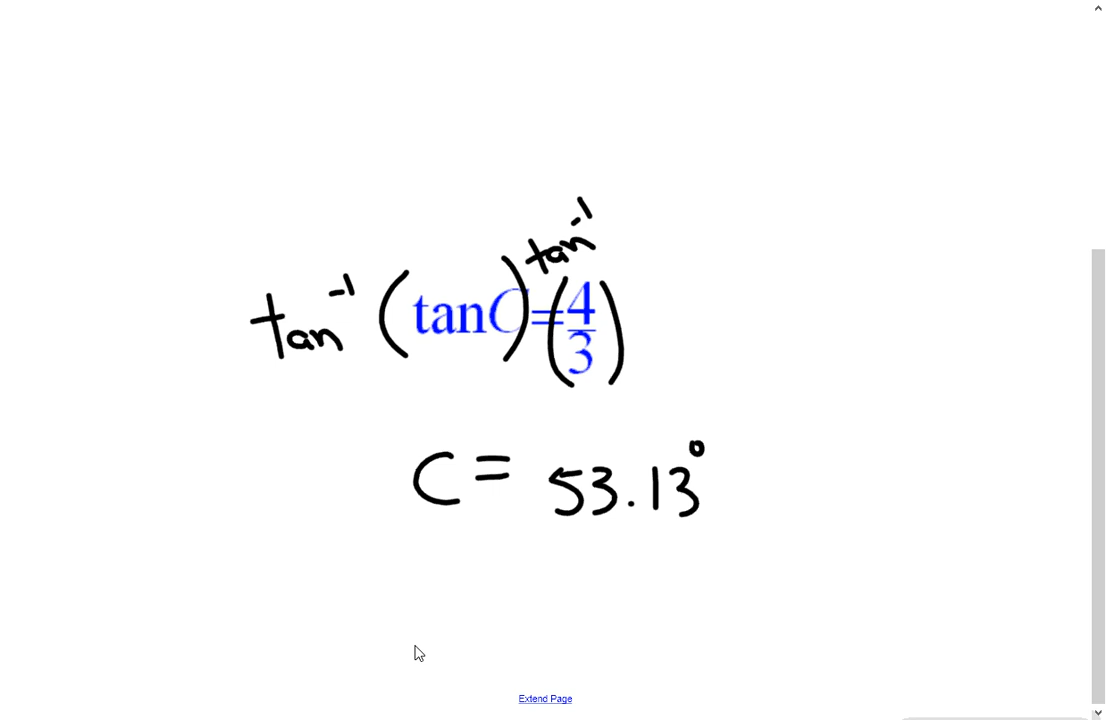 tan⁻¹ (tanC) = tan⁻¹ (4/3)
C = 53.13°
Extend Page